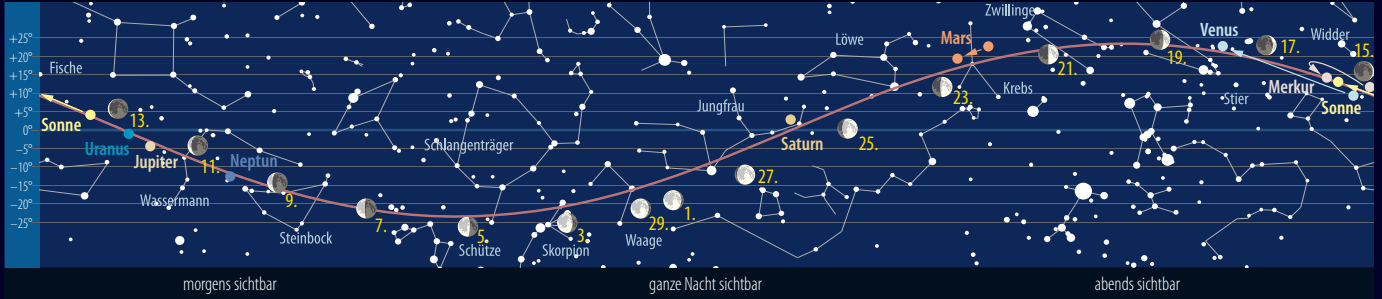 Zwillinge
+25°
Mars
Löwe
Venus
17.
Widder
15.
+20°
19.
+15°
Fische
21.
+10°
23.
Krebs
Stier
Merkur
+5°
Sonne
13.
Jungfrau
Sonne
0°
Uranus
Schlangenträger
Saturn
25.
-5°
Jupiter
11.
Neptun
-10°
27.
-15°
Wassermann
9.
-20°
7.
1.
-25°
Steinbock
5.
Schütze
3.
Skorpion
29.
Waage
morgens sichtbar
ganze Nacht sichtbar
abends sichtbar